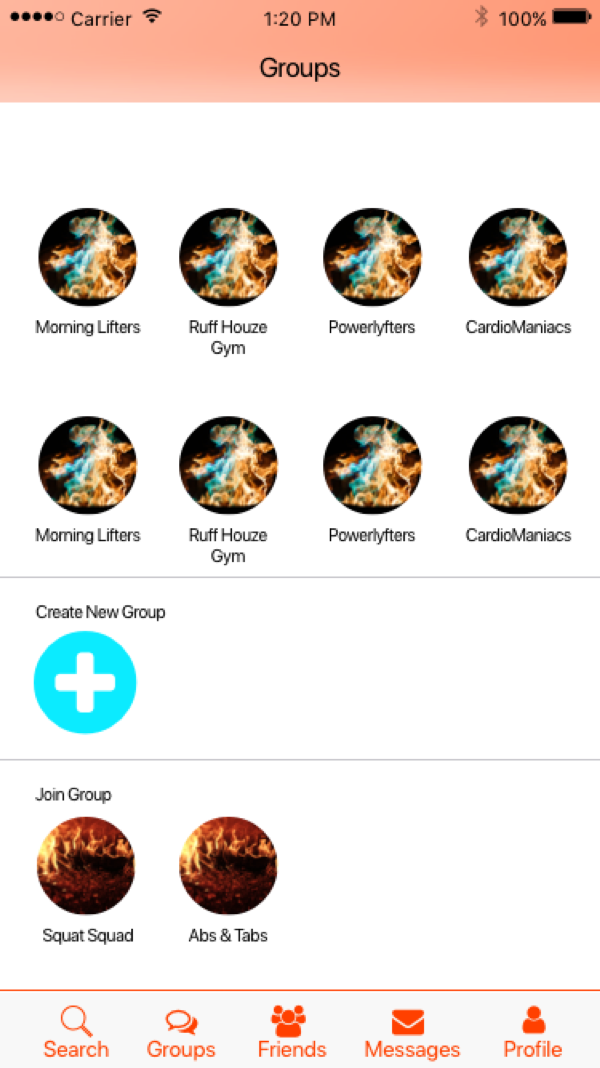 Carrier 1:20 PM 100%
Groups
Morning Lifters Ruff Houze Powerlyfters CardioManiacs
Gym
Morning Lifters Ruff Houze Powerlyfters CardioManiacs
Gym
Create New Group
Join Group
Squat Squad Abs & Tabs
Search Groups Friends Messages Profile